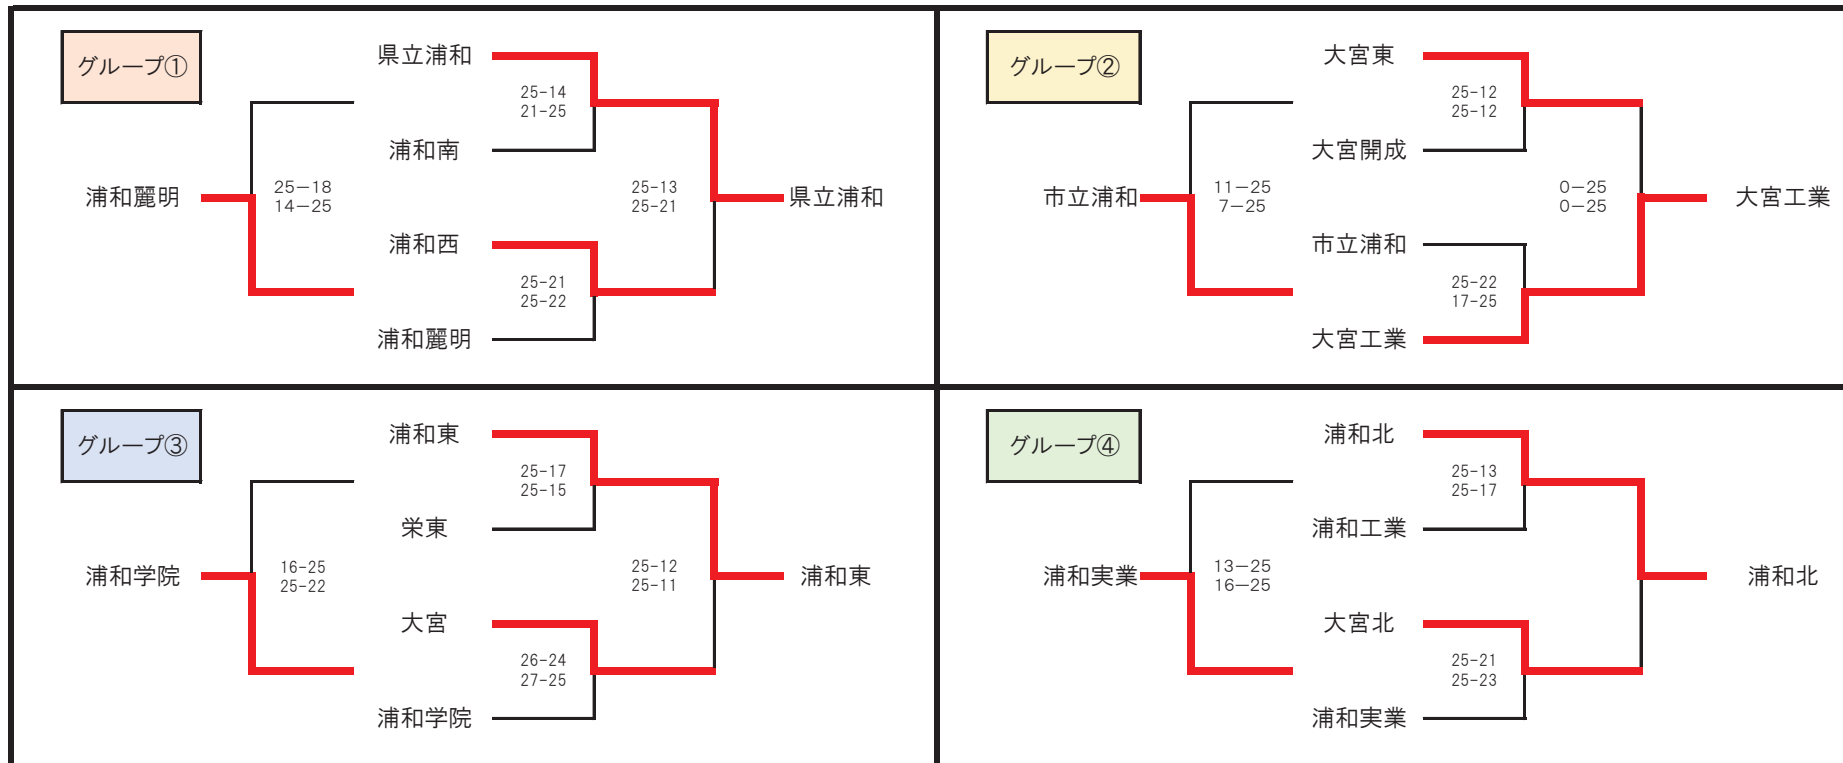 グループ①
県立浦和
25-14
21-25
浦和南
浦和麗明
25−18
14−25
25-13
25-21
県立浦和
浦和西
25-21
25-22
浦和麗明
グループ②
大宮東
25-12
25-12
大宮開成
市立浦和
11−25
7−25
0−25
0−25
大宮工業
市立浦和
25-22
17-25
大宮工業
グループ③
浦和東
25-17
25-15
栄東
浦和学院
16-25
25-22
25-12
25-11
浦和東
大宮
26-24
27-25
浦和学院
グループ④
浦和北
25-13
25-17
浦和工業
浦和実業
13−25
16−25
浦和北
大宮北
25-21
25-23
浦和実業